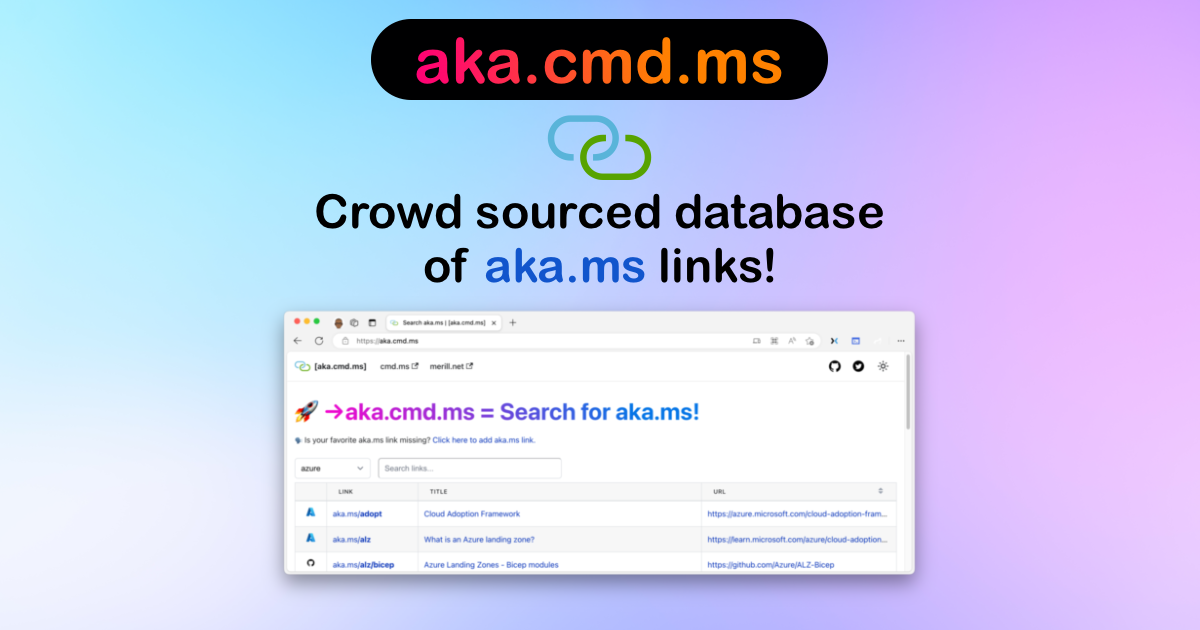 aka.cmd.ms
Crowd sourced database
of aka.ms links!
Search aka.ms | [aka.cmd.ms]
https://aka.cmd.ms
[aka.cmd.ms] cmd.ms merill.net
→aka.cmd.ms = Search for aka.ms!
Is your favorite aka.ms link missing? Click here to add aka.ms link.
azure Search links...
LINK TITLE URL
aka.ms/adopt Cloud Adoption Framework https://azure.microsoft.com/cloud-adoption-fram...
aka.ms/alz What is an Azure landing zone? https://learn.microsoft.com/azure/cloud-adoption...
aka.ms/alz/bicep Azure Landing Zones - Bicep modules https://github.com/Azure/ALZ-Bicep